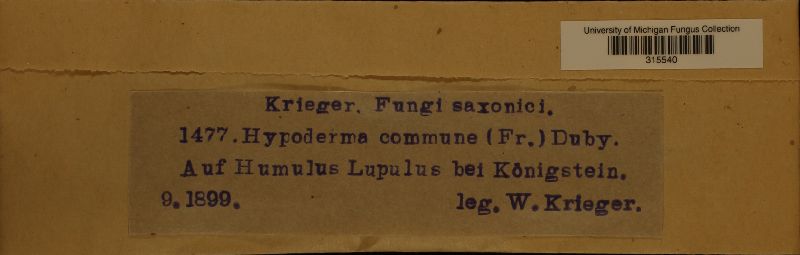 University of Michigan Fungus Collection
315540
Krieger. Fungi saxonici.
1477. Hypoderma commune (Fr.) Duby.
Auf Humulus Lupulus bei Königstein.
9. 1899. leg. W. Krieger.